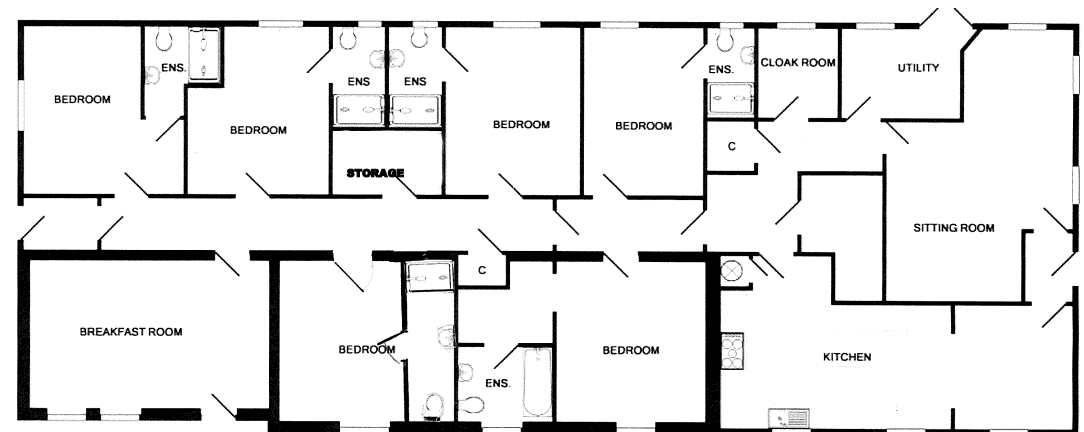 ENS.
BEDROOM
BEDROOM
ENS
ENS
STORAGE
BEDROOM
BEDROOM
ENS.
CLOAK ROOM
UTILITY
C
SITTING ROOM
BREAKFAST ROOM
BEDROOM
C
ENS.
BEDROOM
KITCHEN